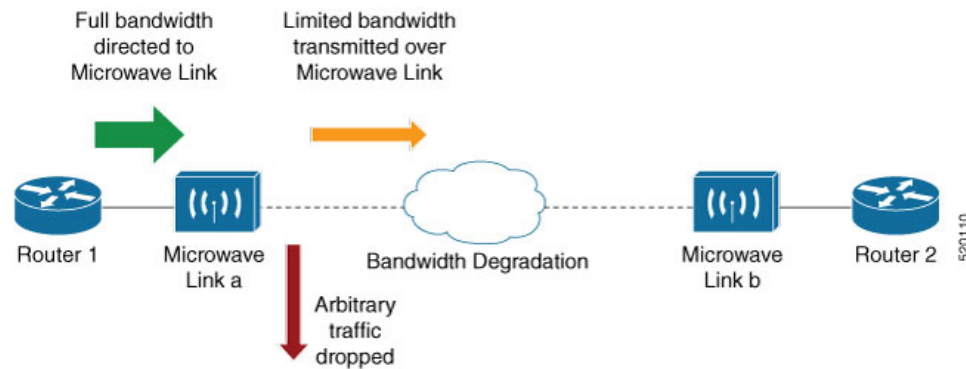 Full bandwidth
directed to
Microwave Link
Limited bandwidth
transmitted over
Microwave Link
Router 1
Microwave
Link a
Bandwidth Degradation
Microwave
Link b
Router 2
Arbitrary
traffic
dropped
520110